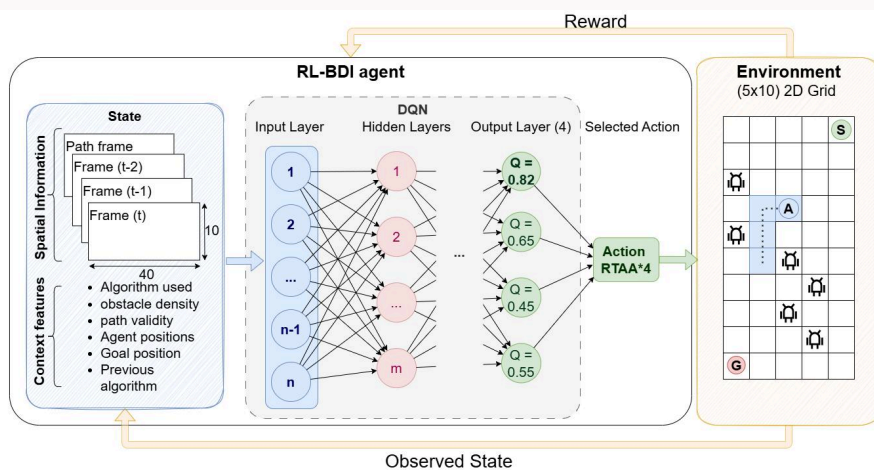 Reward
RL-BDI agent
State
Spatial Information
Path frame
Frame (t-2)
Frame (t-1)
Frame (t)
10
40
Context features
• Algorithm used
• obstacle density
• path validity
• Agent positions
• Goal position
• Previous
algorithm
DQN
Input Layer
Hidden Layers
Output Layer (4)
Selected Action
1
2
...
n-1
n
1
2
...
m
...
Q =
0.82
Q =
0.65
Q =
0.45
Q =
0.55
Action
RTAA*4
Environment
(5x10) 2D Grid
S
A
G
Observed State